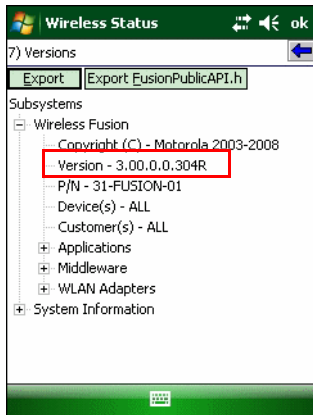 Wireless Status ok
7) Versions
Export Export FusionPublicAPI.h
Subsystems
Wireless Fusion
Copyright (C) - Motorola 2003-2008
Version - 3.00.0.0.304R
P/N - 31-FUSION-01
Device(s) - ALL
Customer(s) - ALL
Applications
Middleware
WLAN Adapters
System Information